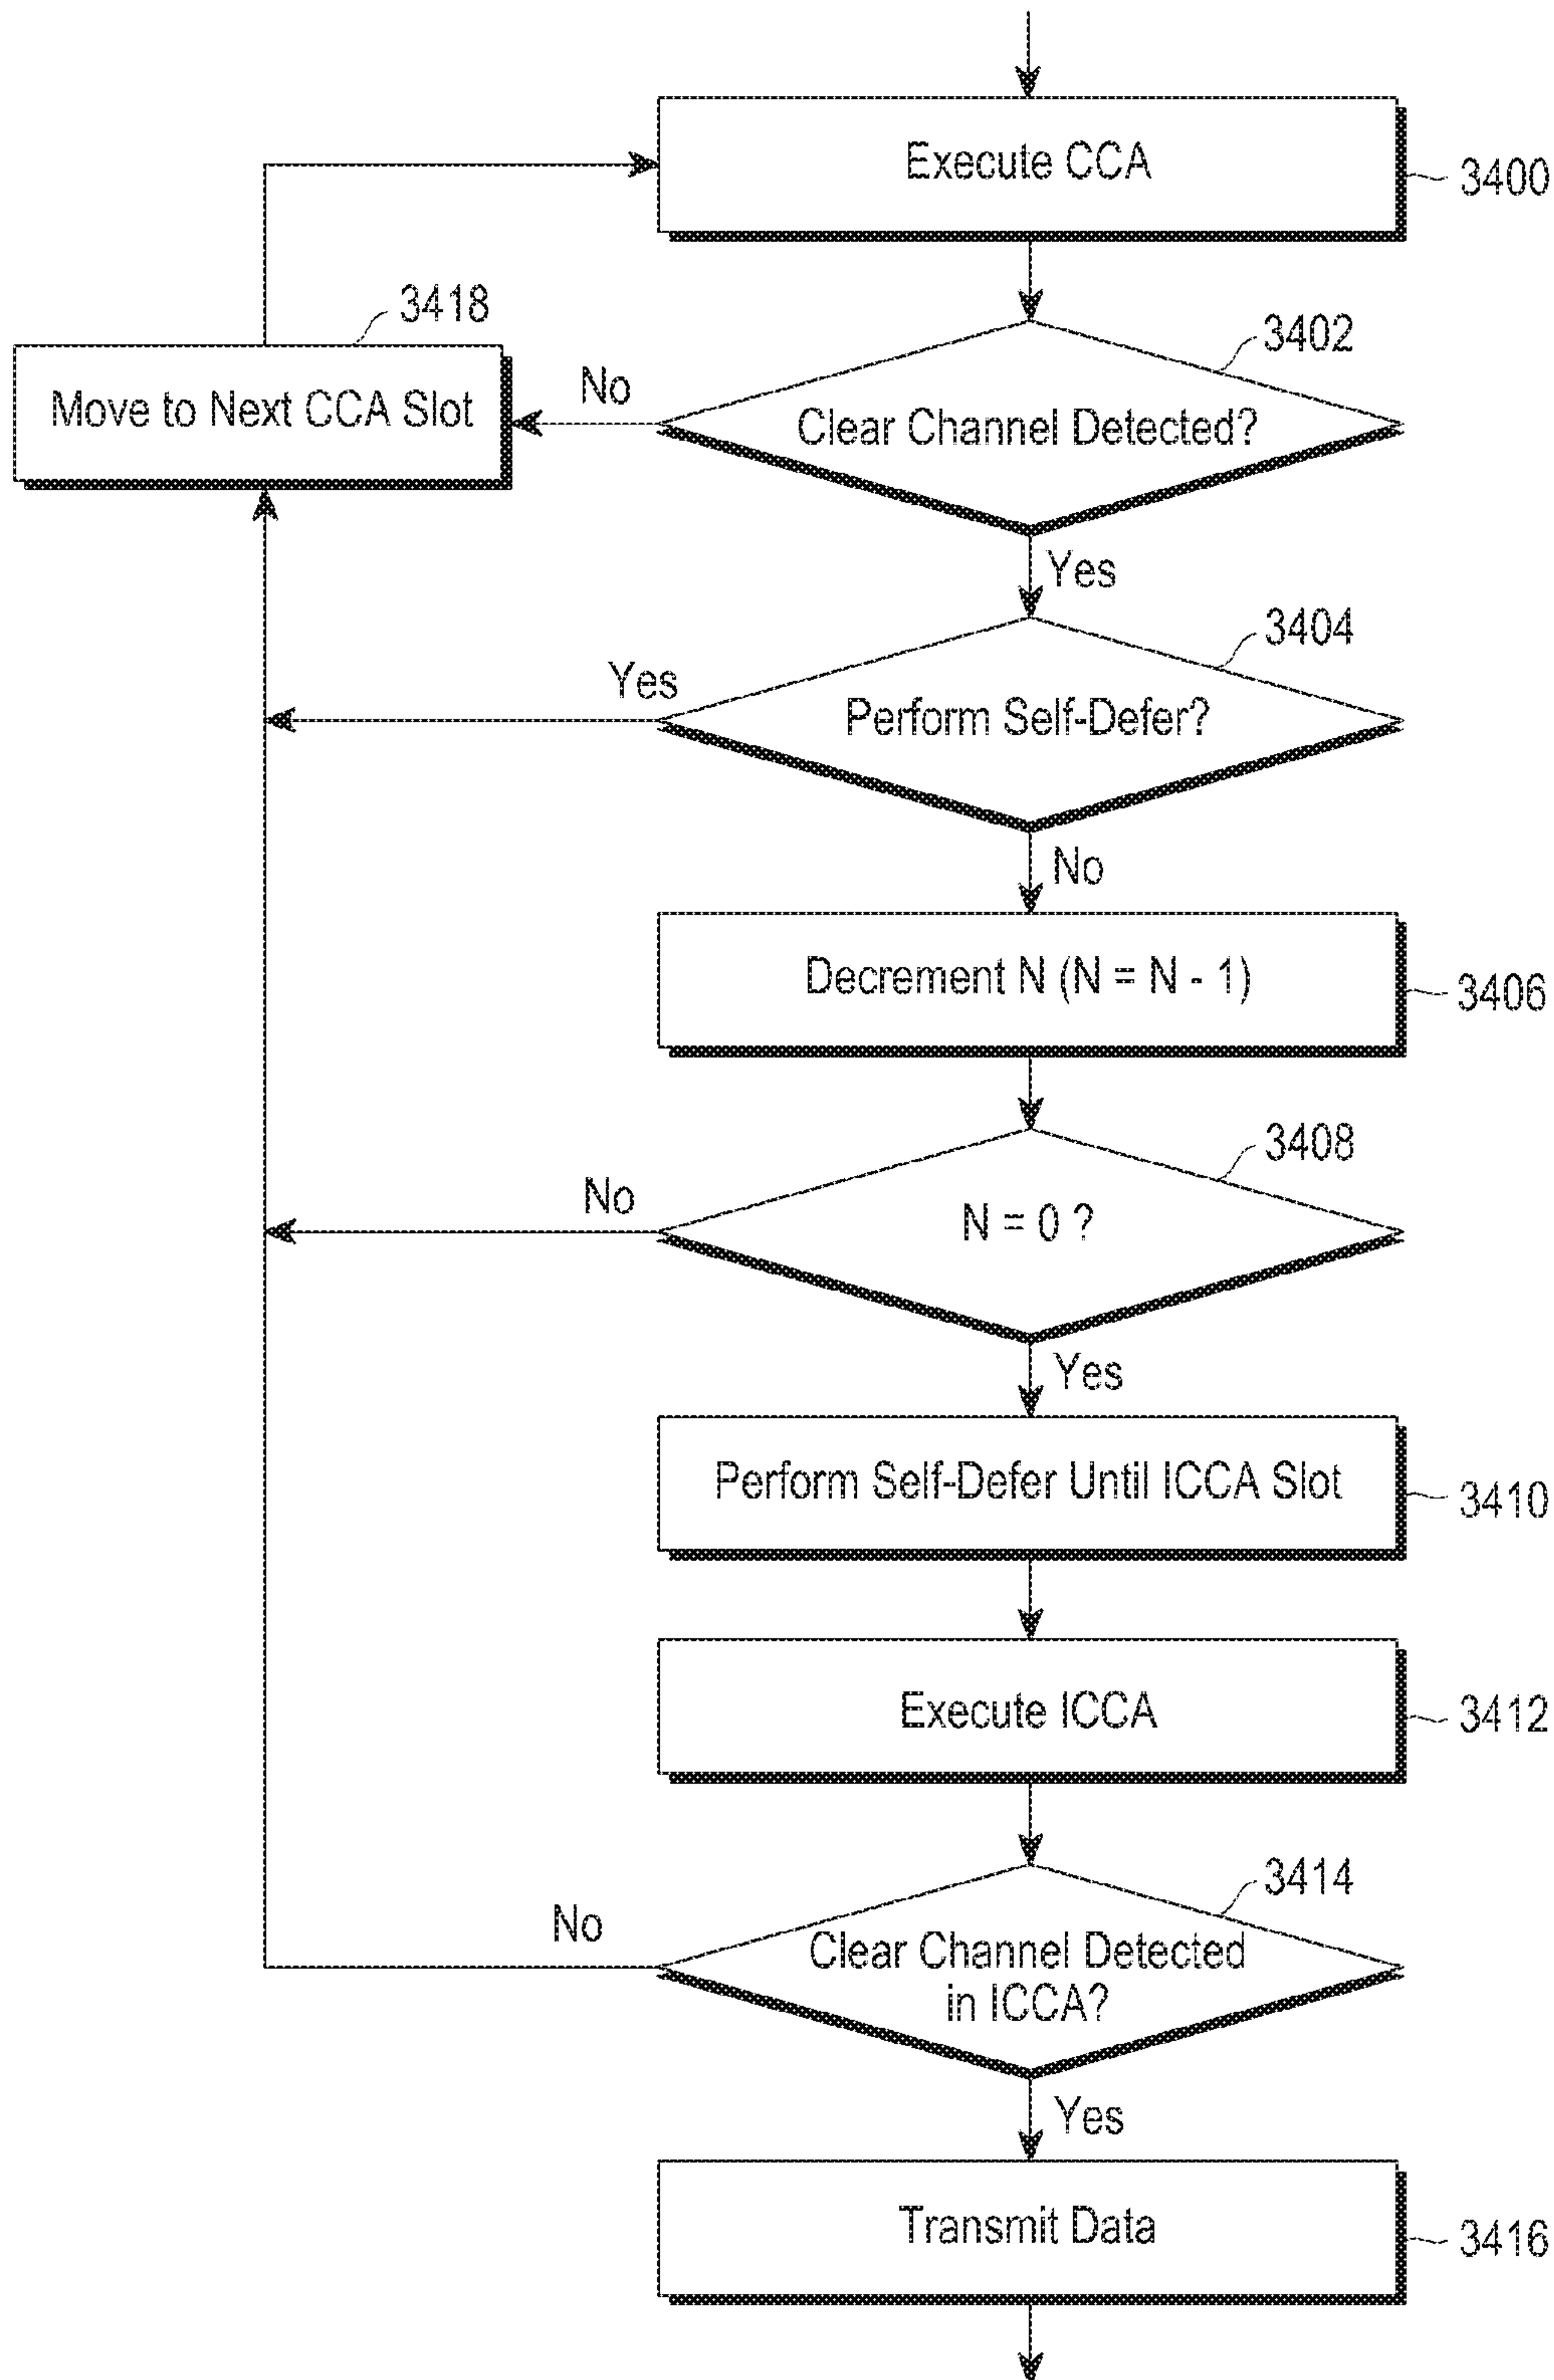 Execute CCA
3400
3418
Move to Next CCA Slot
No
3402
Clear Channel Detected?
Yes
3404
Yes
Perform Self-Defer?
No
Decrement N (N = N - 1)
3406
3408
No
N = 0 ?
Yes
Perform Self-Defer Until ICCA Slot
3410
Execute ICCA
3412
3414
No
Clear Channel Detected
in ICCA?
Yes
Transmit Data
3416